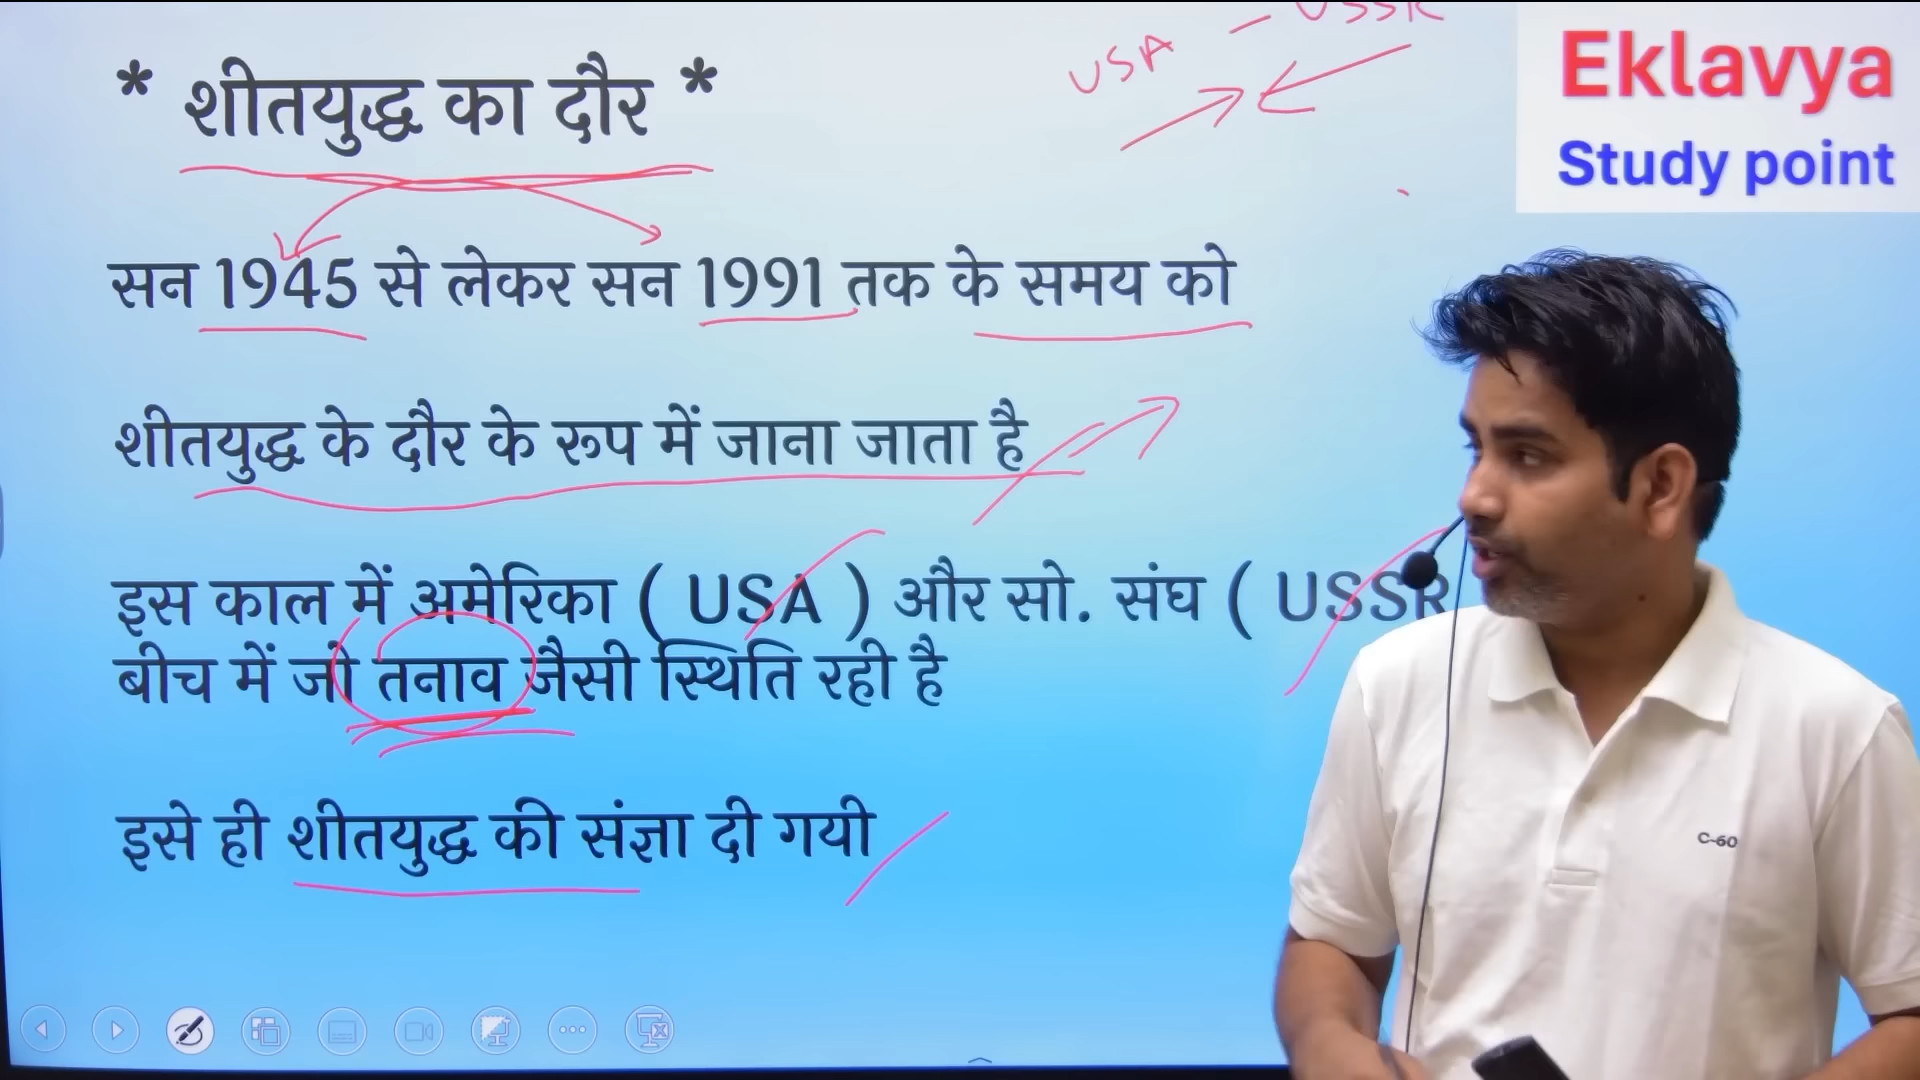 * शीतयुद्ध का दौर *
USA - USSR
Eklavya
Study point
सन 1945 से लेकर सन 1991 तक के समय को
शीतयुद्ध के दौर के रूप में जाना जाता है
इस काल में अमेरिका ( USA ) और सो. संघ ( USSR
बीच में जो तनाव जैसी स्थिति रही है
इसे ही शीतयुद्ध की संज्ञा दी गयी
C-60